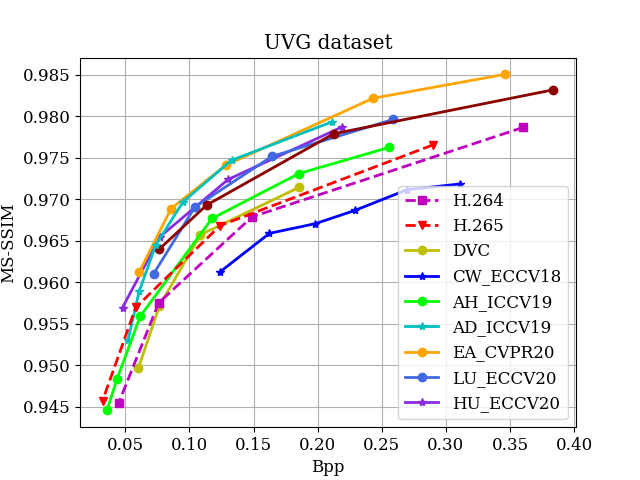 UVG dataset
MS-SSIM
0.985
0.980
0.975
0.970
0.965
0.960
0.955
0.950
0.945
0.05 0.10 0.15 0.20 0.25 0.30 0.35 0.40
Bpp
H.264
H.265
DVC
CW_ECCV18
AH_ICCV19
AD_ICCV19
EA_CVPR20
LU_ECCV20
HU_ECCV20